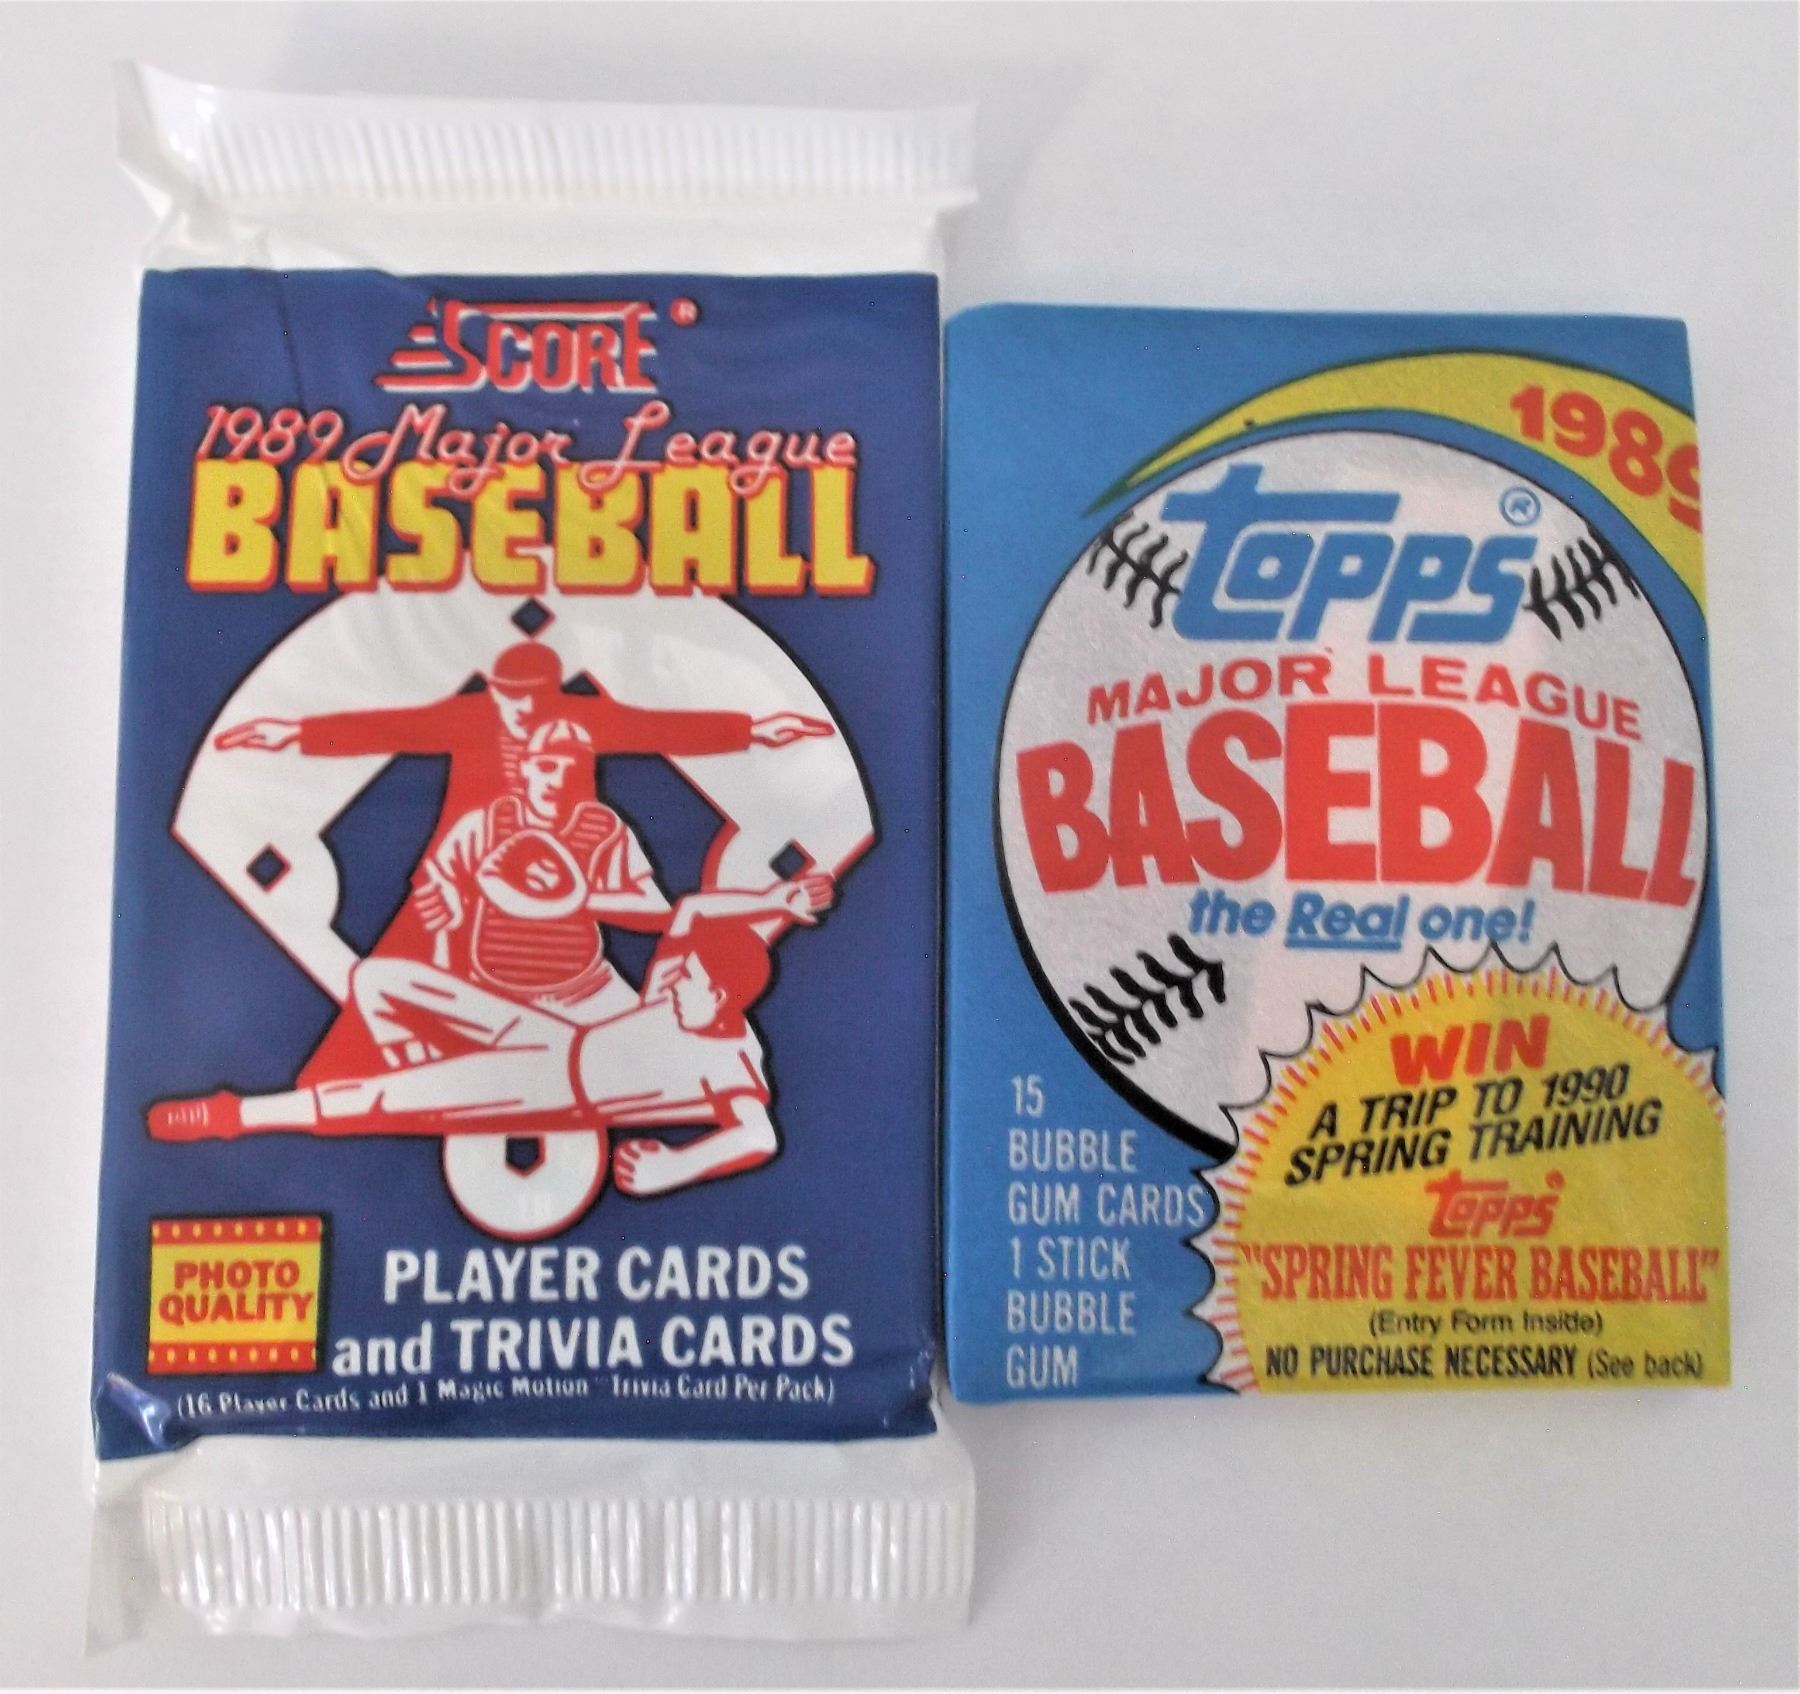 SCORE®
1989 Major League
BASEBALL
PHOTO
QUALITY
PLAYER CARDS
and TRIVIA CARDS
(16 Player Cards and 1 Magic Motion Trivia Card Per Pack)
1989
topps®
MAJOR LEAGUE
BASEBALL
the Real one!
15
BUBBLE
GUM CARDS
1 STICK
BUBBLE
GUM
WIN
A TRIP TO 1990
SPRING TRAINING
topps
"SPRING FEVER BASEBALL"
(Entry Form Inside)
NO PURCHASE NECESSARY (See back)